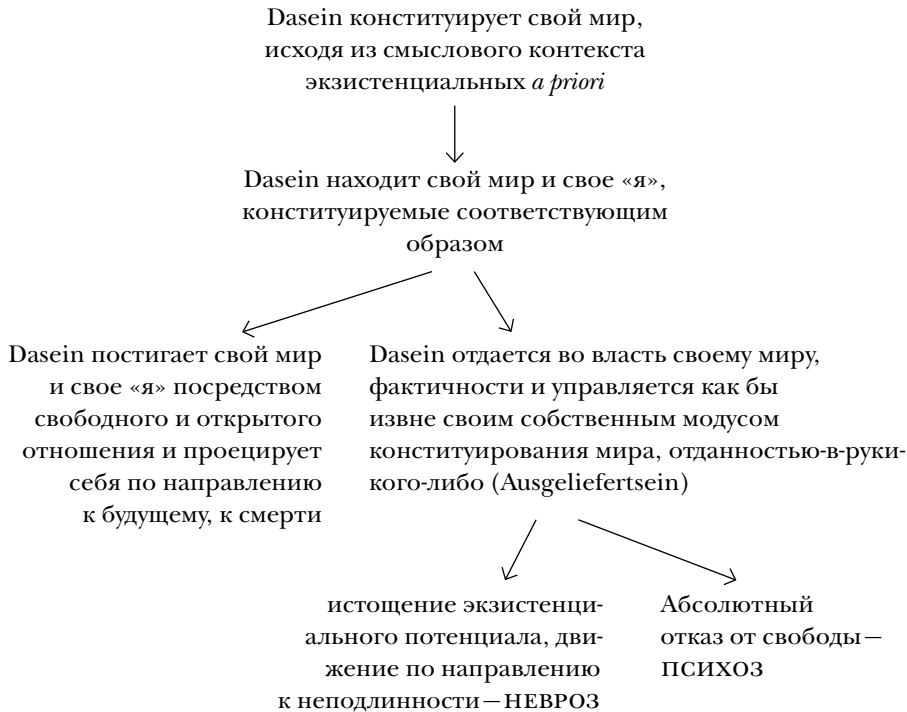 Dasein конституирует свой мир,
исходя из смыслового контекста
экзистенциальных a priori
Dasein находит свой мир и свое «я»,
конституируемые соответствующим
образом
Dasein постигает свой мир
и свое «я» посредством
свободного и открытого
отношения и проецирует
себя по направлению
к будущему, к смерти
Dasein отдается во власть своему миру,
фактичности и управляется как бы
извне своим собственным модусом
конституирования мира, отданностью-в-руки-
кого-либо (Ausgeliefertsein)
истощение экзистенци-
ального потенциала, дви-
жение по направлению
к неподлинности — НЕВРОЗ
Абсолютный
отказ от свободы —
ПСИХОЗ